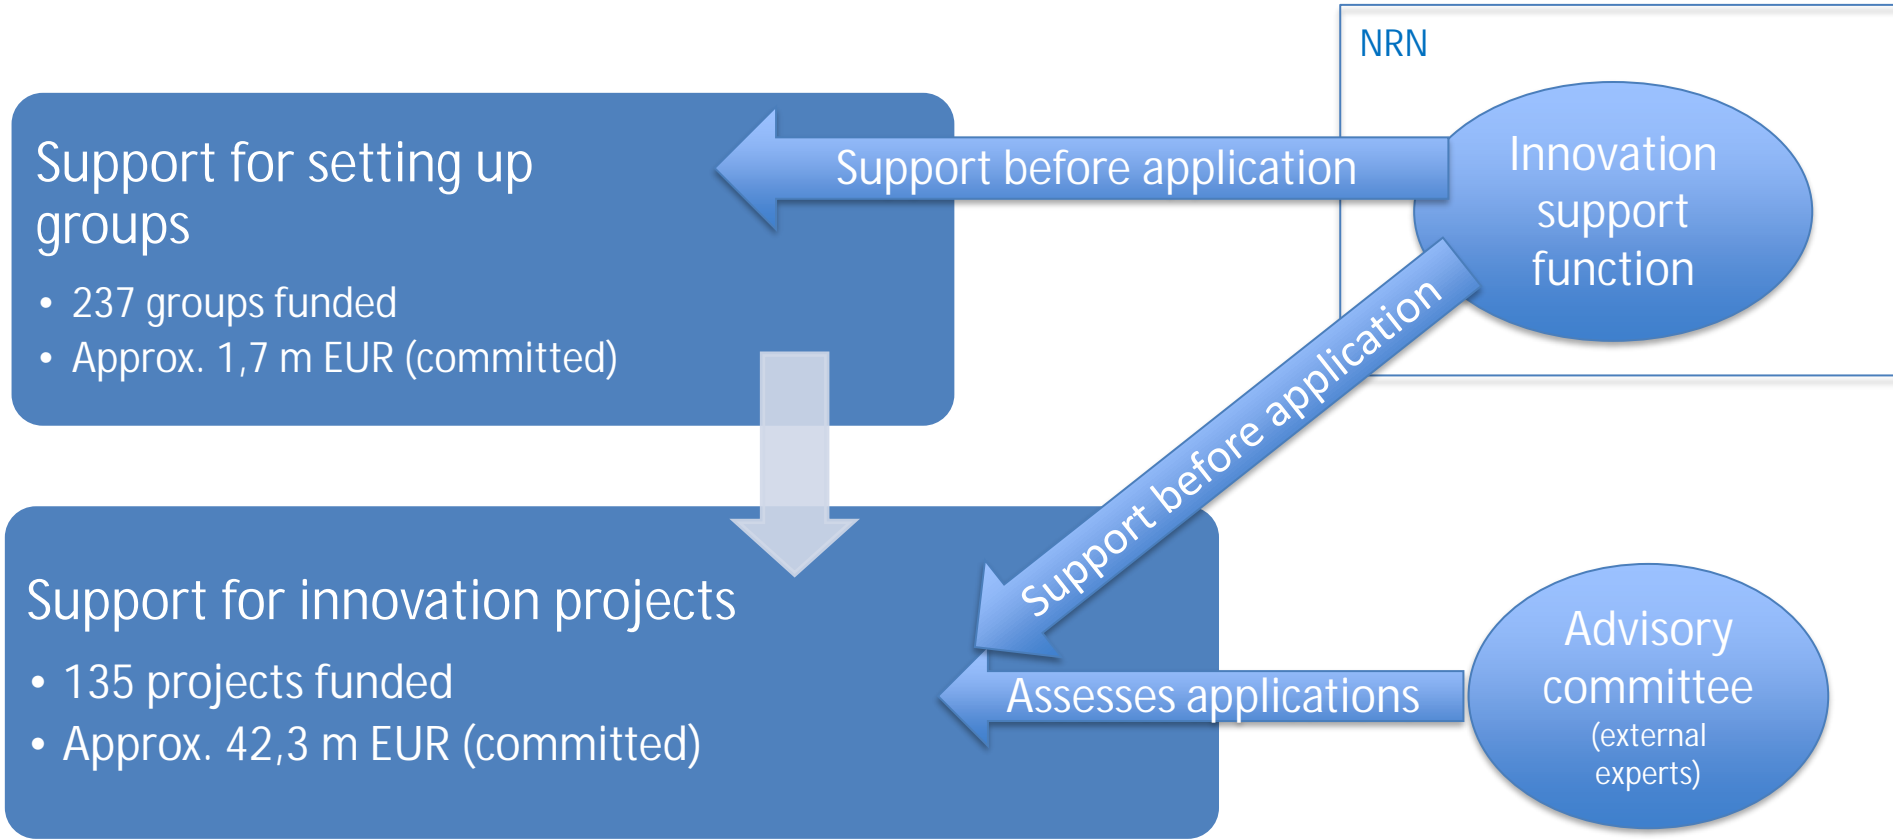 NRN
Support for setting up
groups
• 237 groups funded
• Approx. 1,7 m EUR (committed)
Support before application
Innovation
support
function
Support before application
Support for innovation projects
• 135 projects funded
• Approx. 42,3 m EUR (committed)
Assesses applications
Advisory
committee
(external
experts)